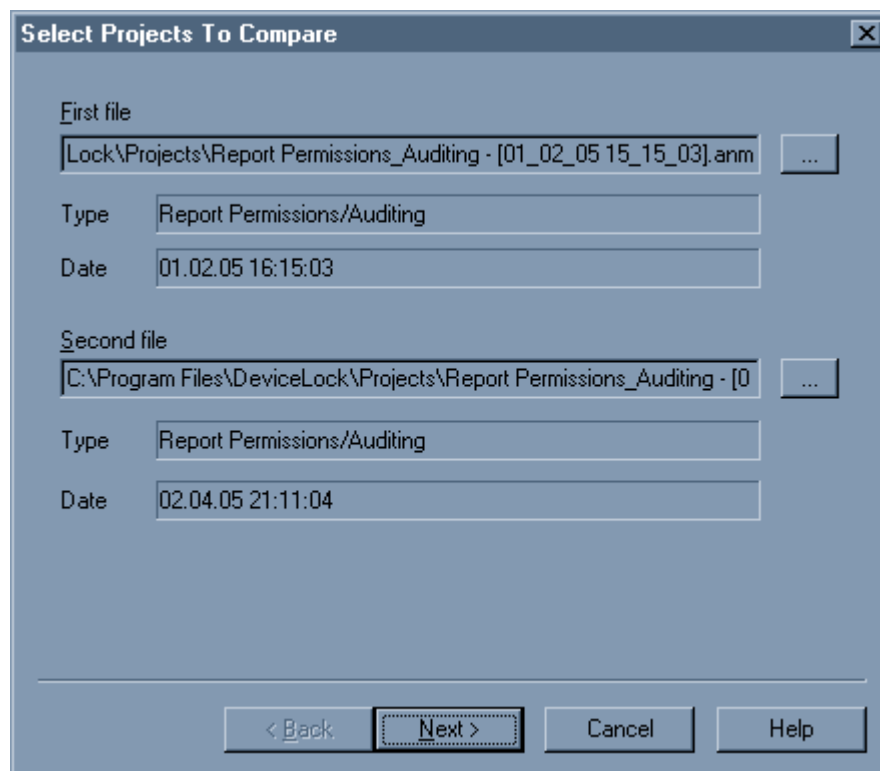 Select Projects To Compare
First file
Lock\Projects\Report Permissions_Auditing - [01_02_05 15_15_03].anm
...
Type Report Permissions/Auditing
Date 01.02.05 16:15:03
Second file
C:\Program Files\DeviceLock\Projects\Report Permissions_Auditing - [0
...
Type Report Permissions/Auditing
Date 02.04.05 21:11:04
< Back Next > Cancel Help